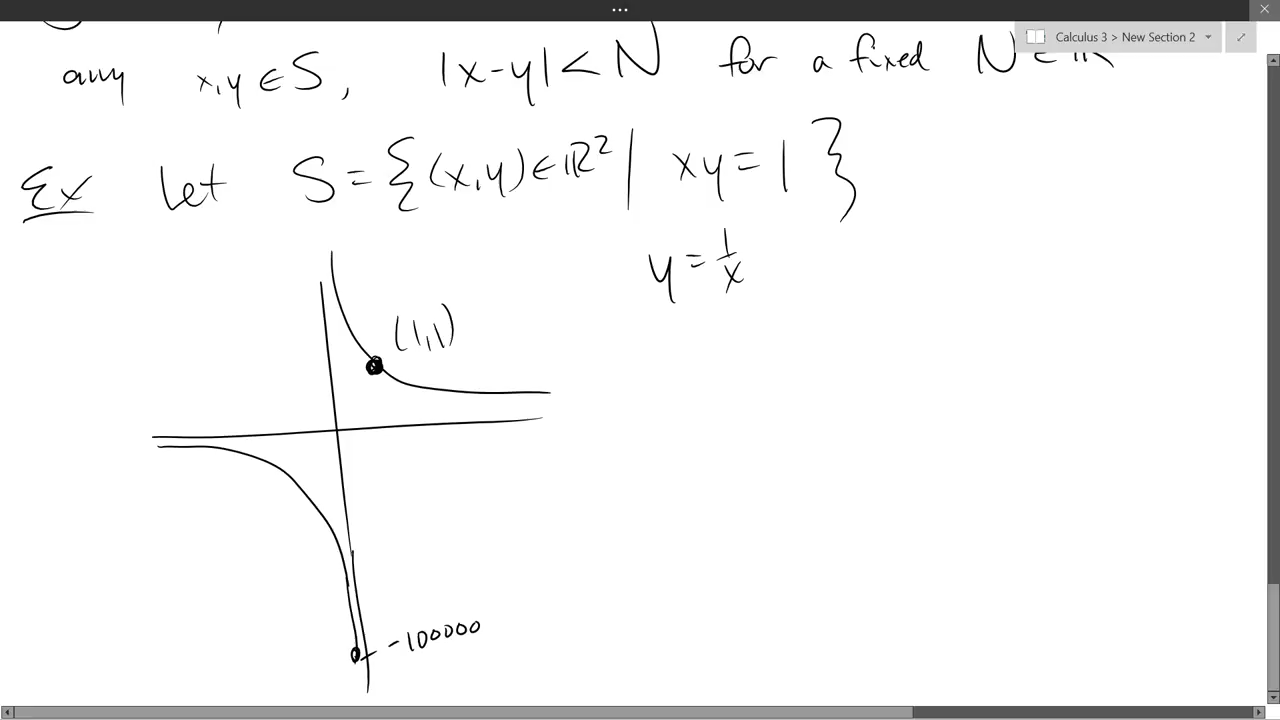 Calculus 3 > New Section 2
any x,y ∈ S, |x-y| < N for a fixed N ∈ ℝ
Ex Let S = {(x,y) ∈ ℝ² | xy = 1}
y = 1/x
(1,1)
-100000